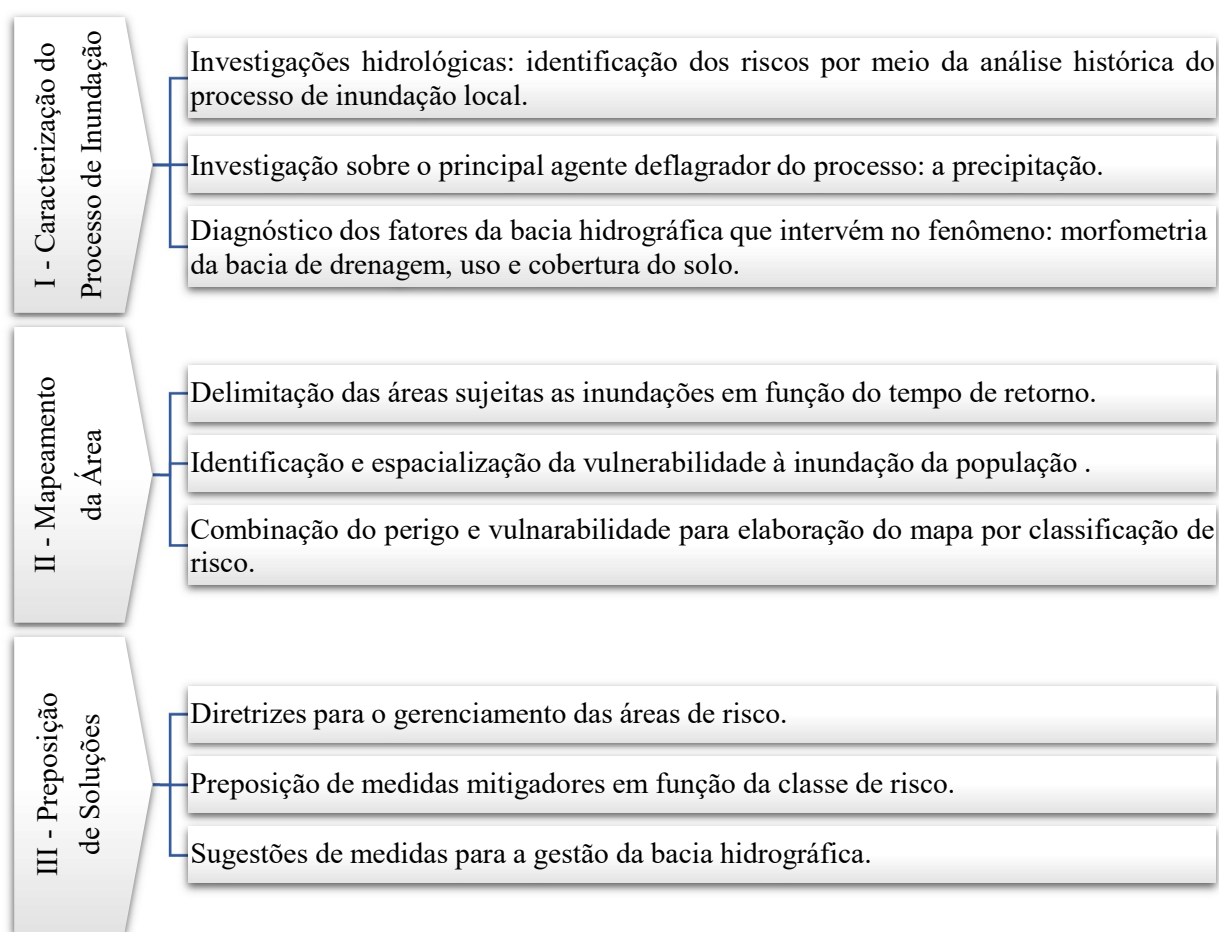 I - Caracterização do
Processo de Inundação
Investigações hidrológicas: identificação dos riscos por meio da análise histórica do
processo de inundação local.
Investigação sobre o principal agente deflagrador do processo: a precipitação.
Diagnóstico dos fatores da bacia hidrográfica que intervém no fenômeno: morfometria
da bacia de drenagem, uso e cobertura do solo.
II - Mapeamento
da Área
Delimitação das áreas sujeitas as inundações em função do tempo de retorno.
Identificação e espacialização da vulnerabilidade à inundação da população .
Combinação do perigo e vulnarabilidade para elaboração do mapa por classificação de
risco.
III - Preposição
de Soluções
Diretrizes para o gerenciamento das áreas de risco.
Preposição de medidas mitigadores em função da classe de risco.
Sugestões de medidas para a gestão da bacia hidrográfica.